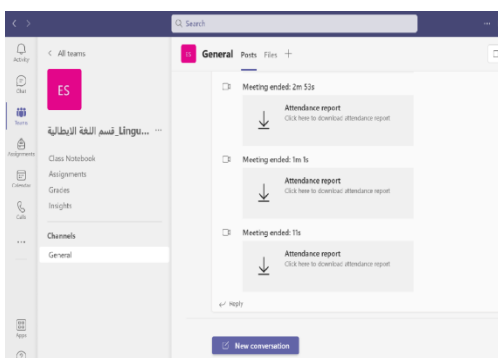 Search
Activity
Chat
Teams
Assignments
Calendar
Calls
Apps
All teams
ES
قسم اللغة الايطالية_Lingu...
Class Notebook
Assignments
Grades
Insights
Channels
General
ES General Posts Files
Meeting ended: 2m 53s
Attendance report
Click here to download attendance report
Meeting ended: 1m 1s
Attendance report
Click here to download attendance report
Meeting ended: 11s
Attendance report
Click here to download attendance report
Reply
New conversation